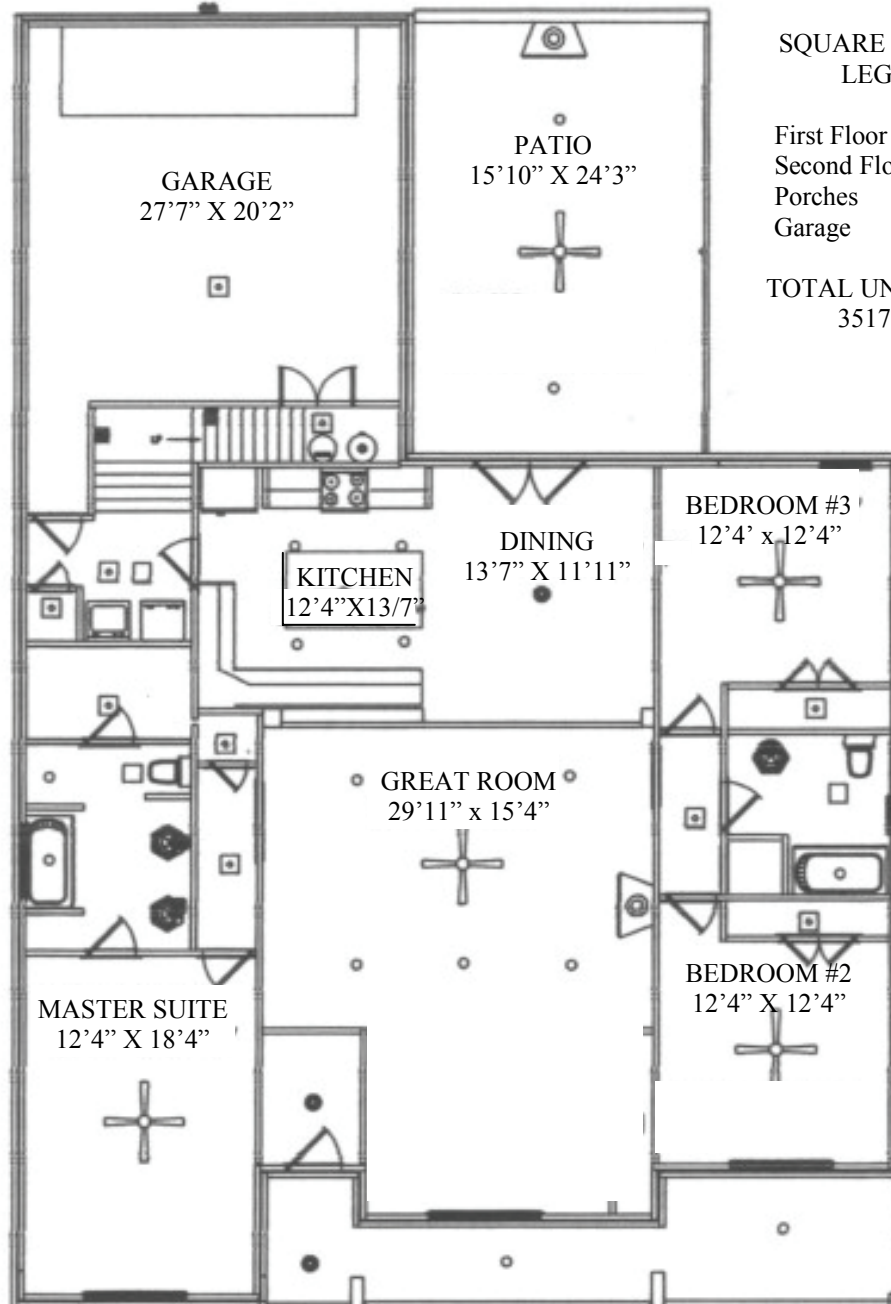 SQUARE
LEG
First Floor
Second Flo
Porches
Garage
TOTAL UN
3517
PATIO
15’10” X 24’3”
GARAGE
27’7” X 20’2”
UP
BEDROOM #3
12’4’ x 12’4”
DINING
13’7” X 11’11”
KITCHEN
12’4”X13/7”
GREAT ROOM
29’11” x 15’4”
BEDROOM #2
12’4” X 12’4”
MASTER SUITE
12’4” X 18’4”